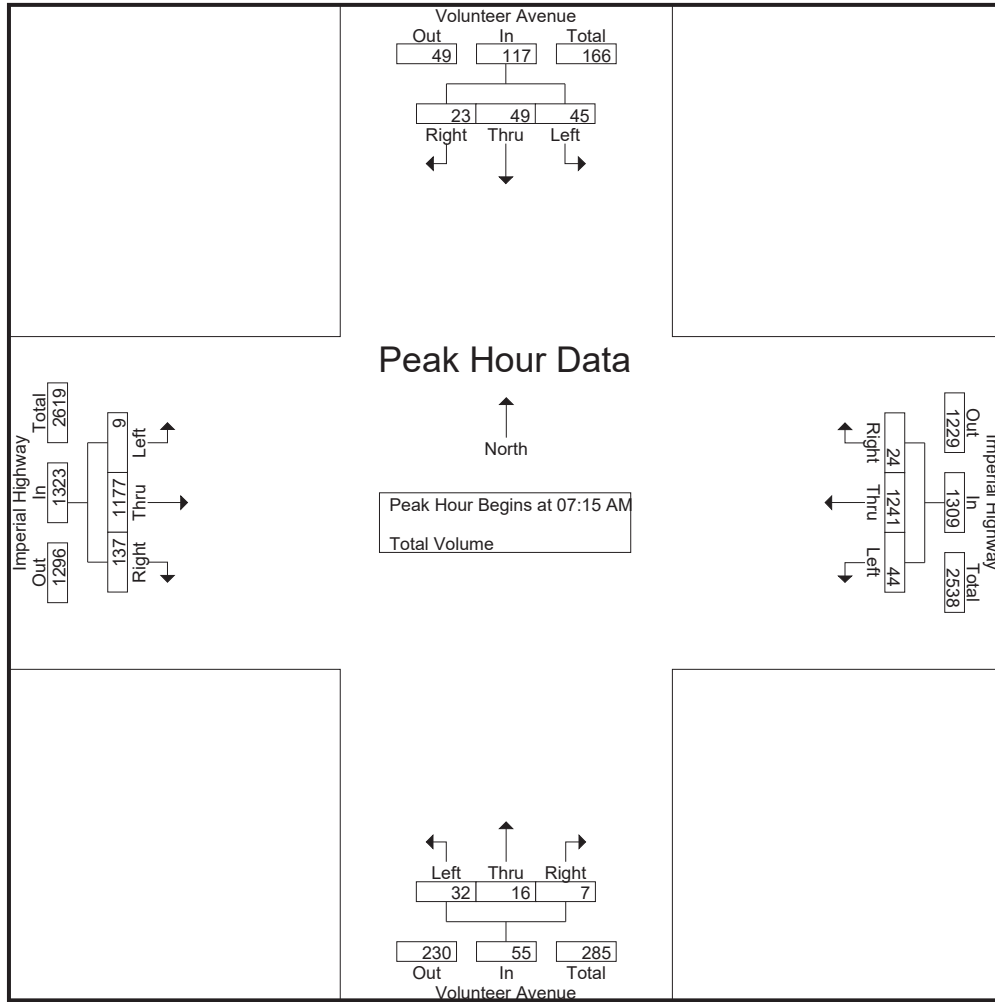 Volunteer Avenue
Out In Total
49 117 166
23 49 45
Right Thru Left
Peak Hour Data
North
Peak Hour Begins at 07:15 AM
Total Volume
Imperial Highway
Total In Out
2619 1323 1296
9 1177 137
Left Thru Right
Imperial Highway
Out In Total
1229 1309 2538
24 1241 44
Right Thru Left
Left Thru Right
32 16 7
230 55 285
Out In Total
Volunteer Avenue